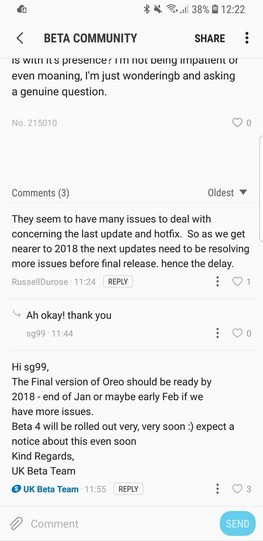 38% 12:22
BETA COMMUNITY SHARE
is with it's presence? I'm not being impatient or
even moaning, I'm just wonderingb and asking
a genuine question.
No. 215010 0
Comments (3) Oldest
They seem to have many issues to deal with
concerning the last update and hotfix. So as we get
nearer to 2018 the next updates need to be resolving
more issues before final release. hence the delay.
RussellDurose · 11:24 REPLY 1
Ah okay! thank you
sg99 · 11:44 0
Hi sg99,
The Final version of Oreo should be ready by
2018 - end of Jan or maybe early Feb if we
have more issues.
Beta 4 will be rolled out very, very soon :) expect a
notice about this even soon
Kind Regards,
UK Beta Team
UK Beta Team 11:55 REPLY 3
Comment SEND